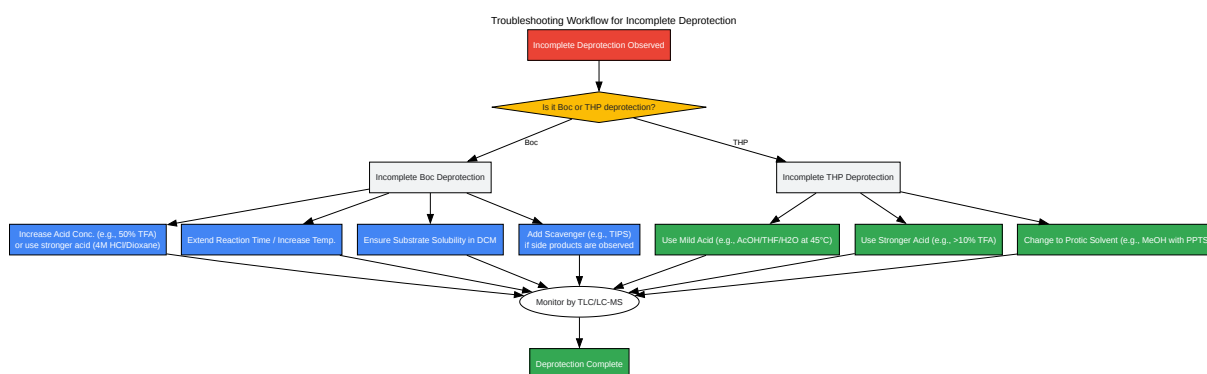 Troubleshooting Workflow for Incomplete Deprotection
Incomplete Deprotection Observed
Is it Boc or THP deprotection?
Boc
THP
Incomplete Boc Deprotection
Incomplete THP Deprotection
Increase Acid Conc. (e.g., 50% TFA)
or use stronger acid (4M HCl/Dioxane)
Extend Reaction Time / Increase Temp.
Ensure Substrate Solubility in DCM
Add Scavenger (e.g., TIPS)
if side products are observed
Use Mild Acid (e.g., AcOH/THF/H2O at 45°C)
Use Stronger Acid (e.g., >10% TFA)
Change to Protic Solvent (e.g., MeOH with PPTS
Monitor by TLC/LC-MS
Deprotection Complete